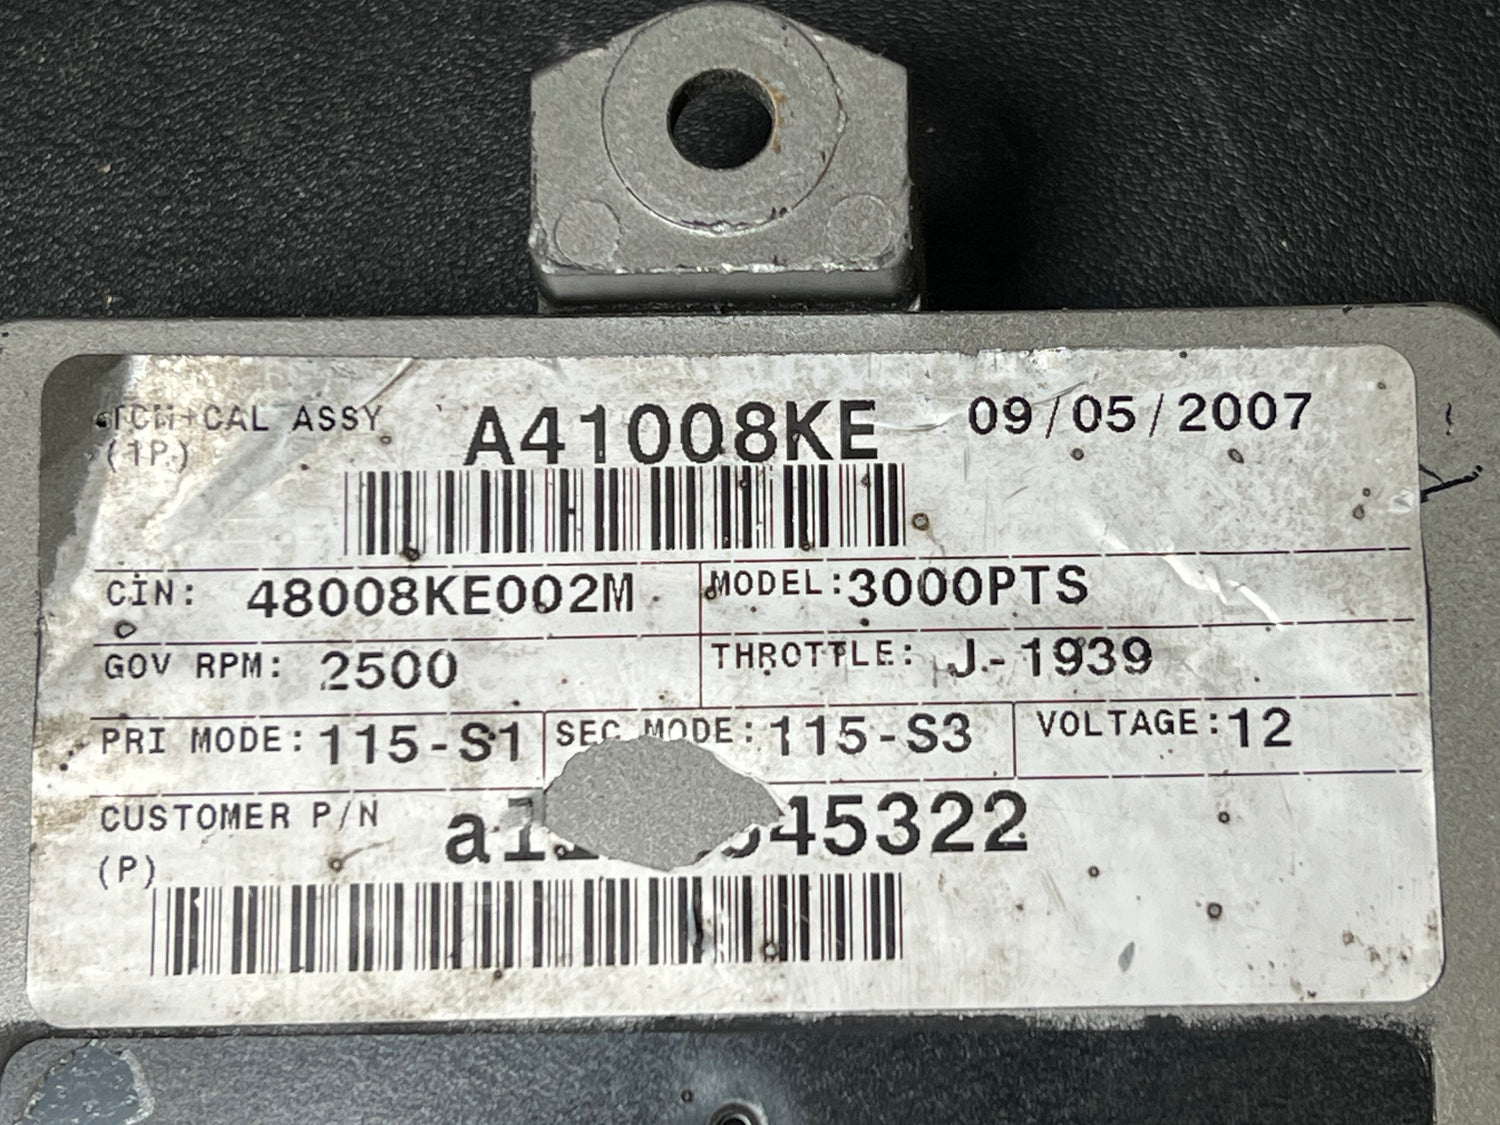 TCM+CAL ASSY A41008KE 09/05/2007
(1P)
CIN: 48008KE002M MODEL:3000PTS
GOV RPM: 2500 THROTTLE: J-1939
PRI MODE: 115-S1 SEC MODE: 115-S3 VOLTAGE:12
CUSTOMER P/N
(P)